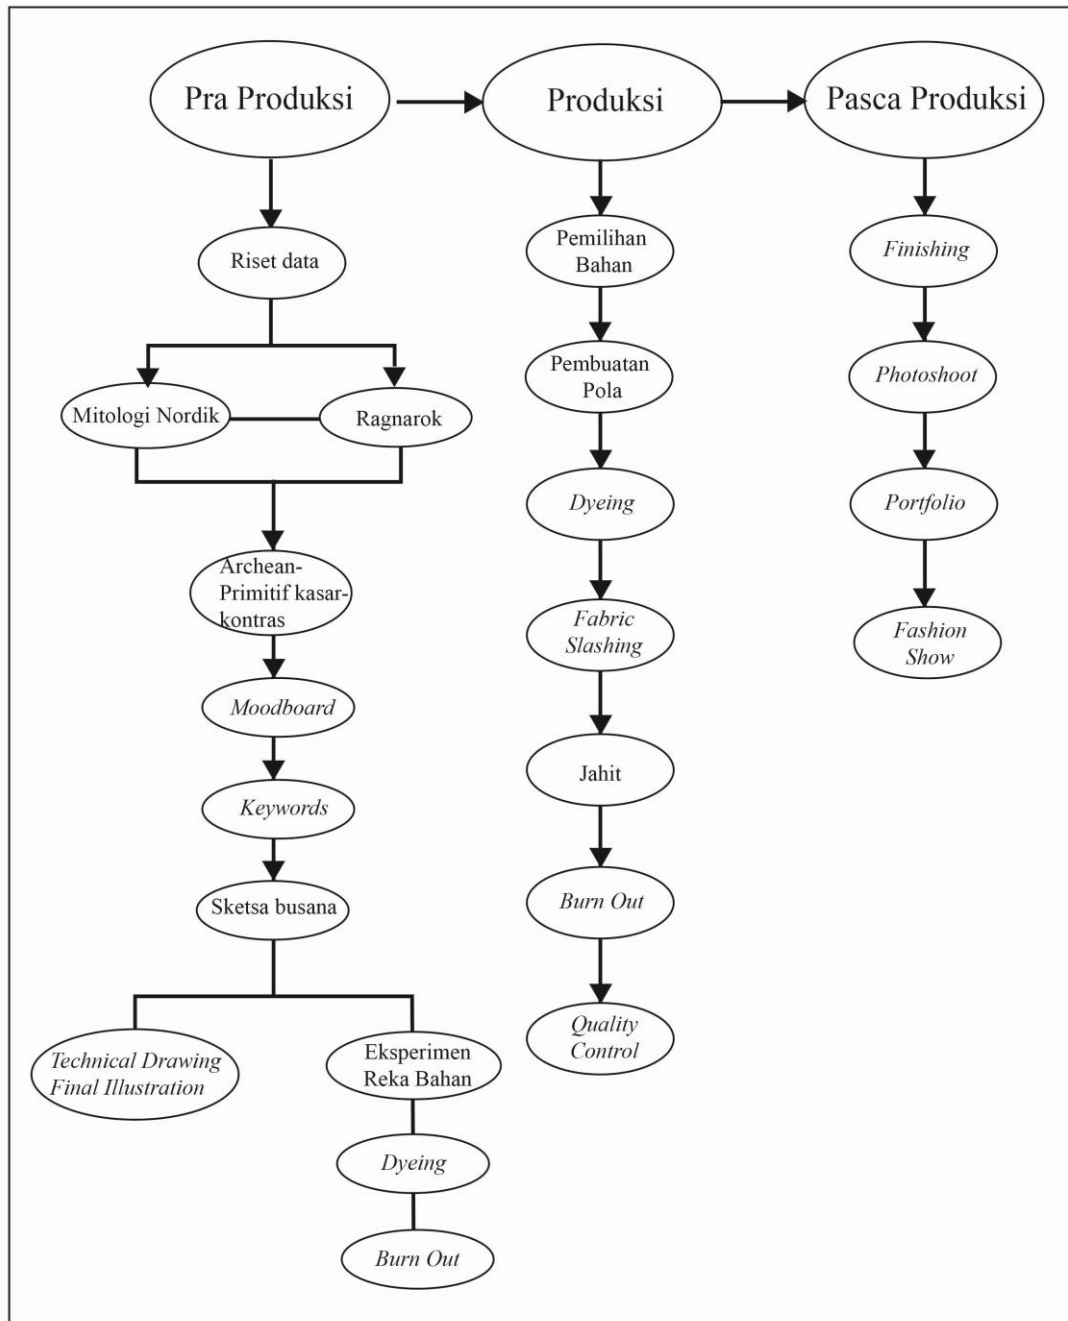 Pra Produksi
Produksi
Pasca Produksi
Riset data
Mitologi Nordik
Ragnarok
Archean-
Primitif kasar-
kontras
Moodboard
Keywords
Sketsa busana
Technical Drawing
Final Illustration
Eksperimen
Reka Bahan
Dyeing
Burn Out
Pemilihan
Bahan
Pembuatan
Pola
Dyeing
Fabric
Slashing
Jahit
Burn Out
Quality
Control
Finishing
Photoshoot
Portfolio
Fashion
Show